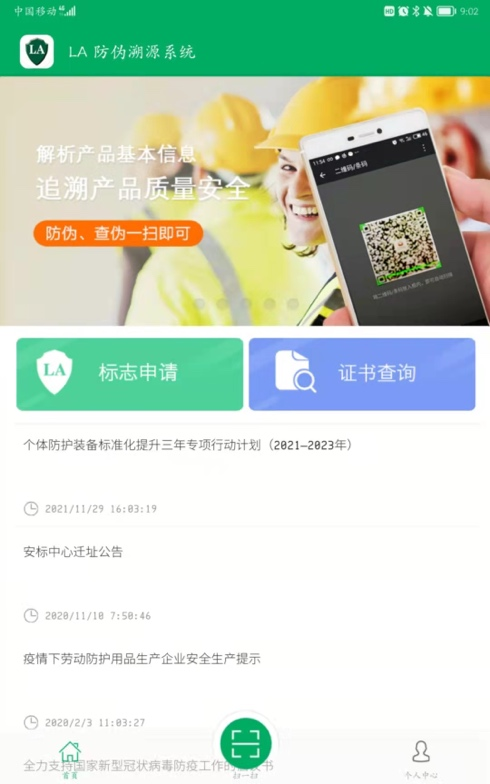 中国移动 4G HD 9:02
LA LA 防伪溯源系统
解析产品基本信息
追溯产品质量安全
防伪、查伪一扫即可
二维码/条码
LA 标志申请
证书查询
个体防护装备标准化提升三年专项行动计划（2021—2023年）
2021/11/29 16:03:19
安标中心迁址公告
2020/11/10 7:50:46
疫情下劳动防护用品生产企业安全生产提示
2020/2/3 11:03:27
全力支持国家新型冠状病毒防疫工作的
首页
扫一扫
个人中心